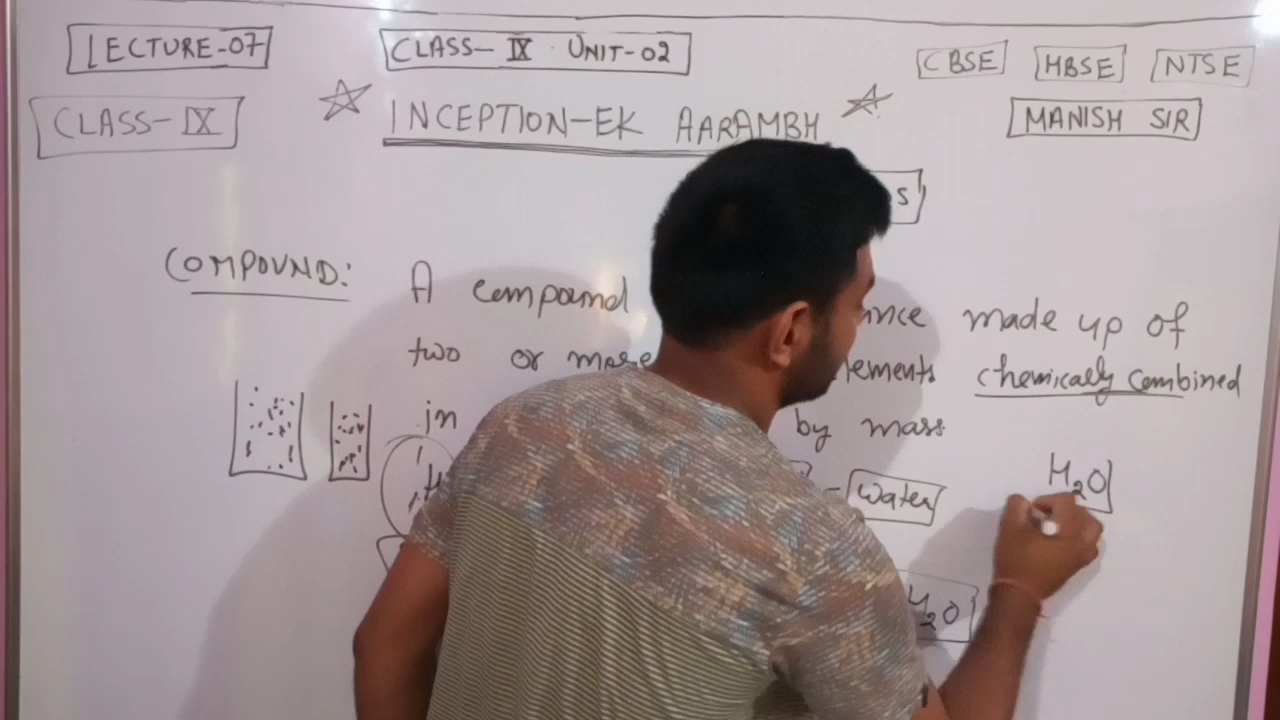 LECTURE-07 CLASS-IX UNIT-02 CBSE HBSE NTSE
CLASS-IX INCEPTION-EK AARAMBH MANISH SIR
S
COMPOUND: A compound made up of
two or more chemically combined
in by mass
- Water H2O
H2O